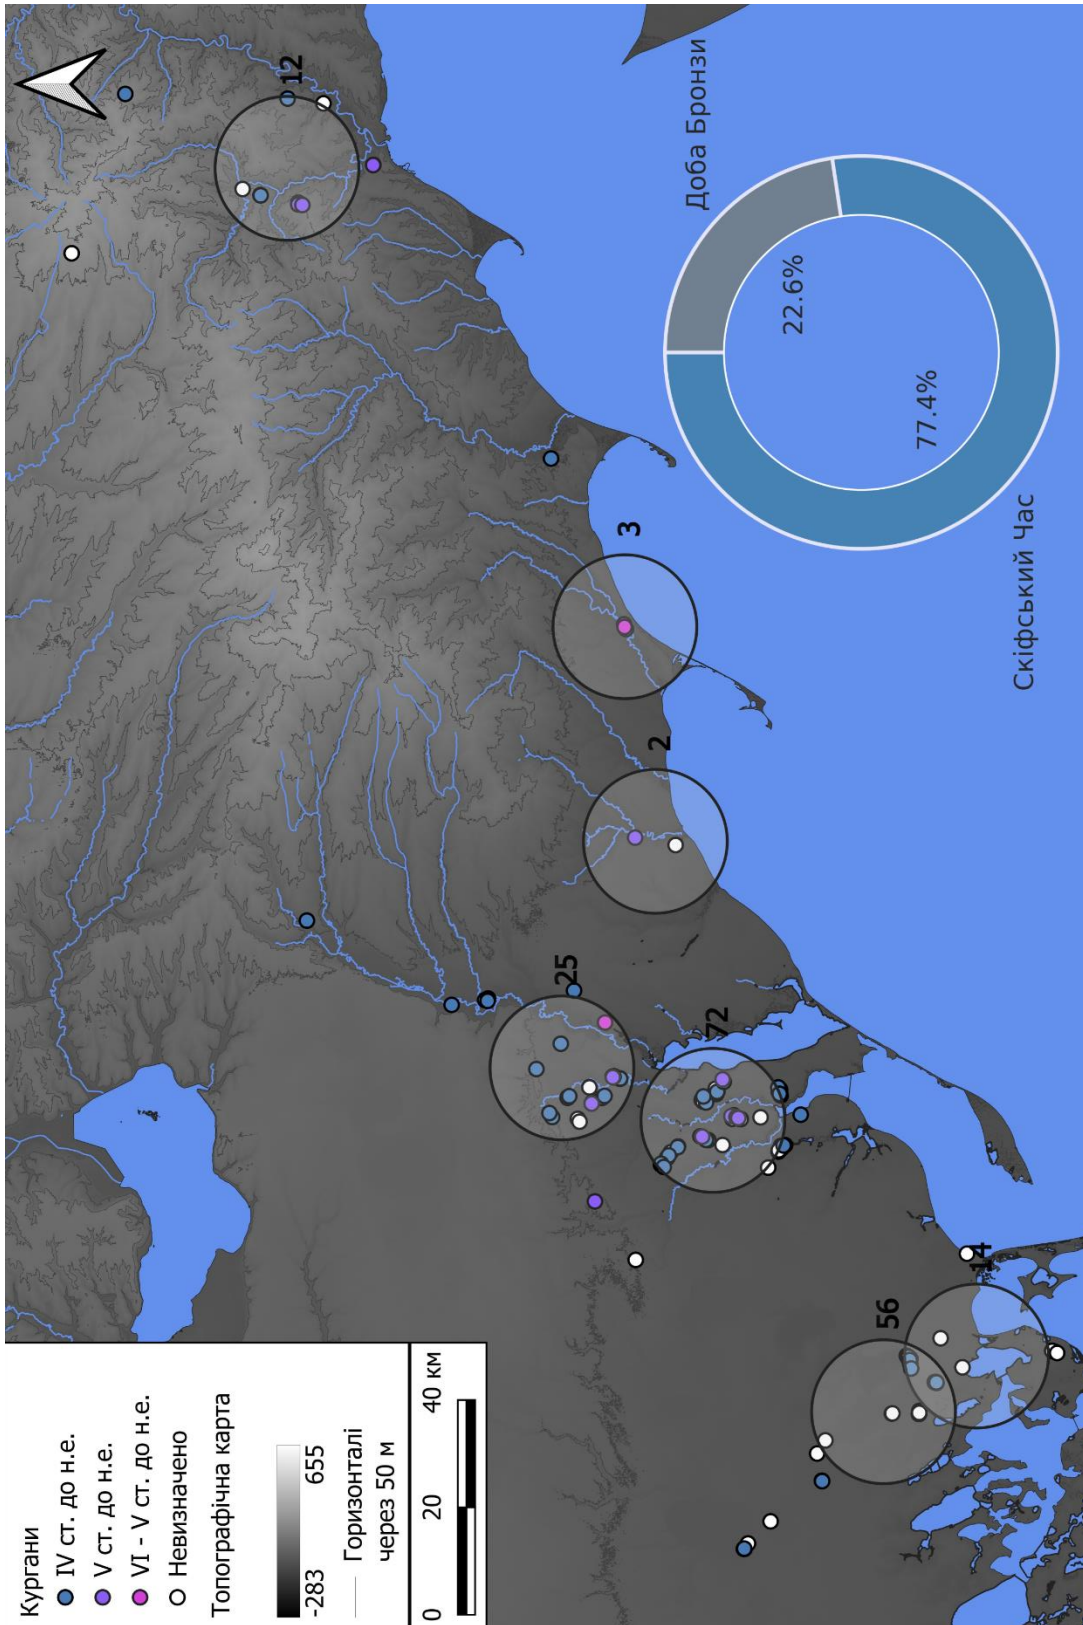 Кургани
IV ст. до н.е.
V ст. до н.е.
VI - V ст. до н.е.
Невизначено
Топографічна карта
-283
655
Горизонталі
через 50 м
0
20
40 км
56
14
72
25
2
3
12
Доба Бронзи
22.6%
77.4%
Скіфський Час